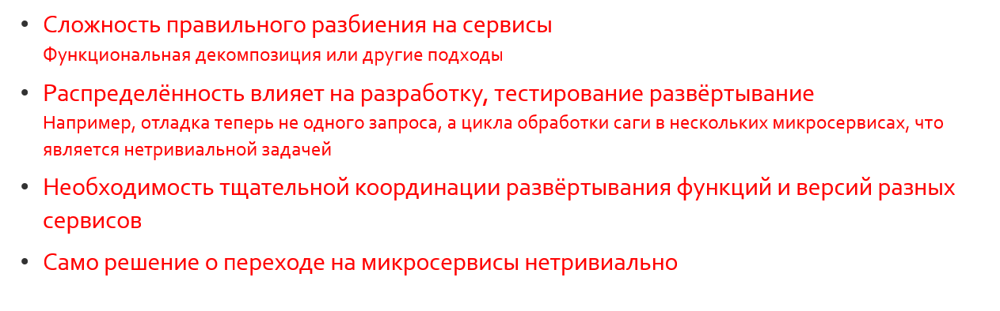 • Сложность правильного разбиения на сервисы
Функциональная декомпозиция или другие подходы
• Распределённость влияет на разработку, тестирование развёртывание
Например, отладка теперь не одного запроса, а цикла обработки саги в нескольких микросервисах, что
является нетривиальной задачей
• Необходимость тщательной координации развёртывания функций и версий разных
сервисов
• Само решение о переходе на микросервисы нетривиально